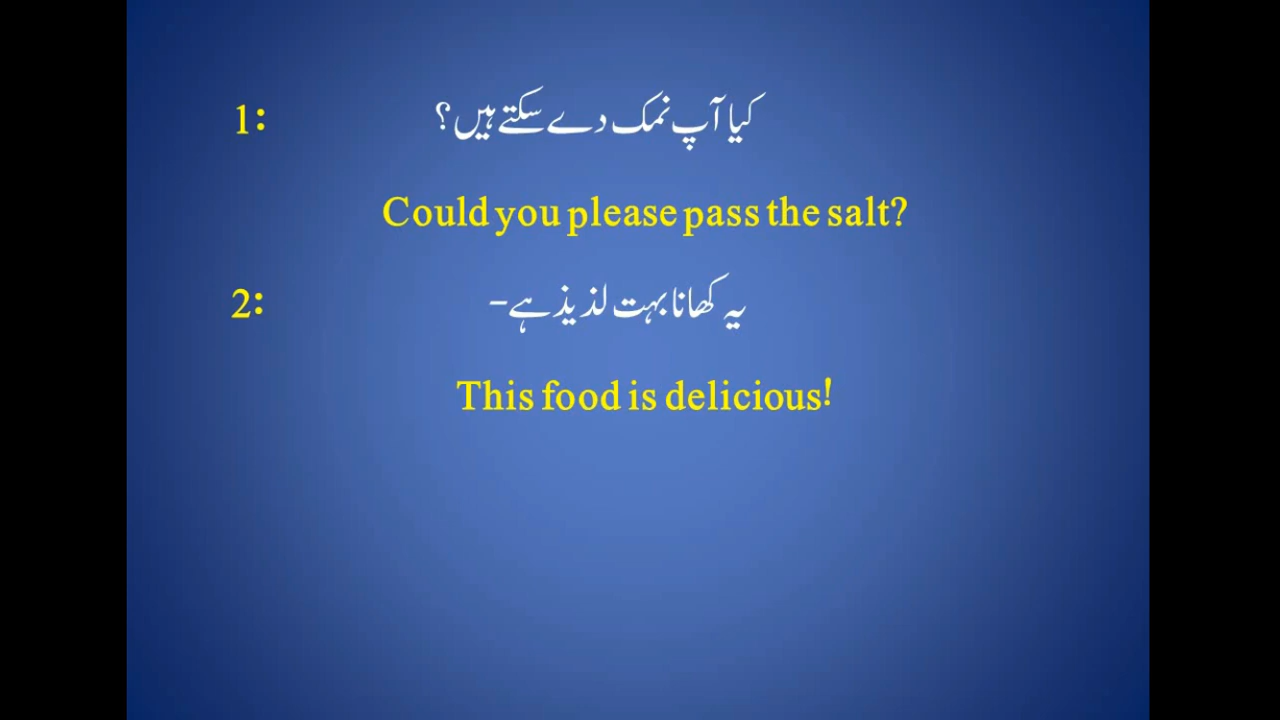 1: کیا آپ نمک دے سکتے ہیں؟
Could you please pass the salt?
2: یہ کھانا بہت لذیذ ہے-
This food is delicious!